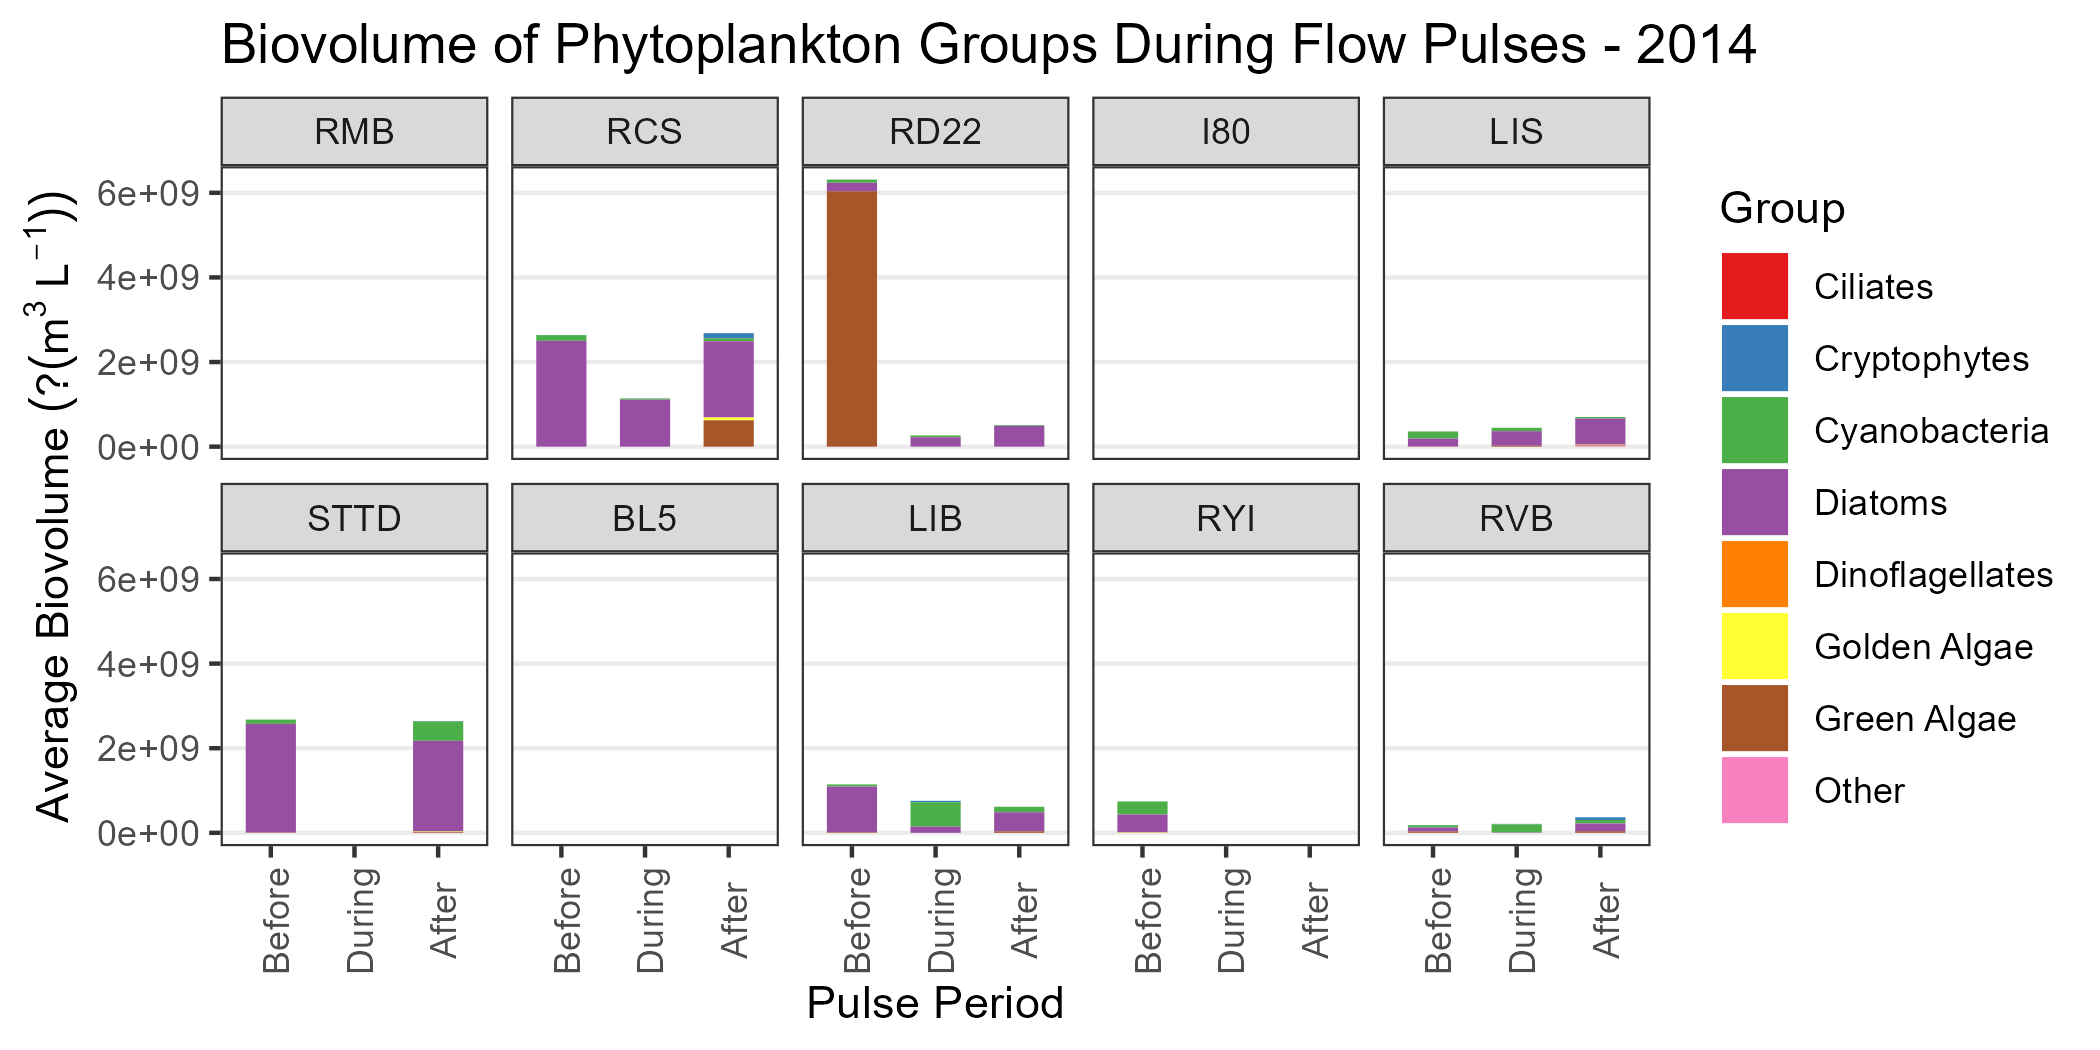 Biovolume of Phytoplankton Groups During Flow Pulses - 2014
RMB
RCS
RD22
I80
LIS
6e+09
4e+09
2e+09
0e+00
STTD
BL5
LIB
RYI
RVB
6e+09
4e+09
2e+09
0e+00
Before
During
After
Before
During
After
Before
During
After
Before
During
After
Before
During
After
Pulse Period
Average Biovolume (?(m³ L⁻¹))
Group
Ciliates
Cryptophytes
Cyanobacteria
Diatoms
Dinoflagellates
Golden Algae
Green Algae
Other